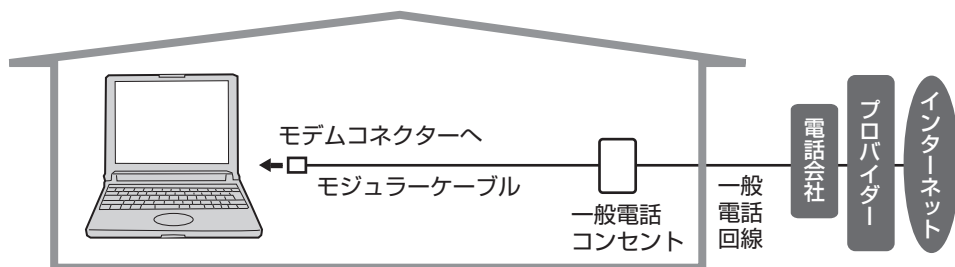 モデムコネクターへ
モジュラーケーブル
一般電話
コンセント
一般
電話
回線
電話会社
プロバイダー
インターネット